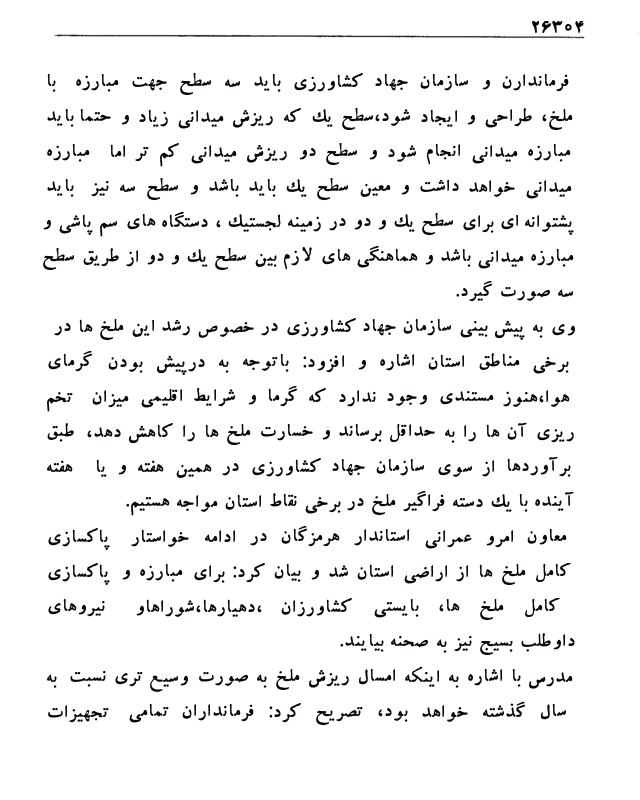 ۲۶۳۰۴
فرماندارن و سازمان جهاد کشاورزی باید سه سطح جهت مبارزه با
ملخ، طراحی و ایجاد شود،سطح یك که ریزش میدانی زیاد و حتما باید
مبارزه میدانی انجام شود و سطح دو ریزش میدانی کم تر اما مبارزه
میدانی خواهد داشت و معین سطح یك باید باشد و سطح سه نیز باید
پشتوانه ای برای سطح یك و دو در زمینه لجستیك ، دستگاه های سم پاشی و
مبارزه میدانی باشد و هماهنگی های لازم بین سطح یك و دو از طریق سطح
سه صورت گیرد.
وی به پیش بینی سازمان جهاد کشاورزی در خصوص رشد این ملخ ها در
برخی مناطق استان اشاره و افزود: باتوجه به درپیش بودن گرمای
هوا،هنوز مستندی وجود ندارد که گرما و شرایط اقلیمی میزان تخم
ریزی آن ها را به حداقل برساند و خسارت ملخ ها را کاهش دهد، طبق
برآوردها از سوی سازمان جهاد کشاورزی در همین هفته و یا هفته
آینده با یك دسته فراگیر ملخ در برخی نقاط استان مواجه هستیم.
معاون امرو عمرانی استاندار هرمزگان در ادامه خواستار پاکسازی
کامل ملخ ها از اراضی استان شد و بیان کرد: برای مبارزه و پاکسازی
کامل ملخ ها، بایستی کشاورزان ،دهیارها،شوراهاو نیروهای
داوطلب بسیج نیز به صحنه بیایند.
مدرس با اشاره به اینکه امسال ریزش ملخ به صورت وسیع تری نسبت به
سال گذشته خواهد بود، تصریح کرد: فرمانداران تمامی تجهیزات